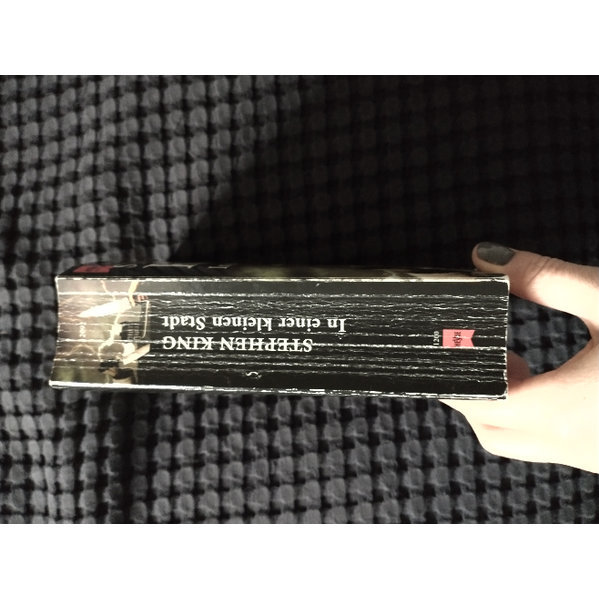 STEPHEN KING
In einer kleinen Stadt